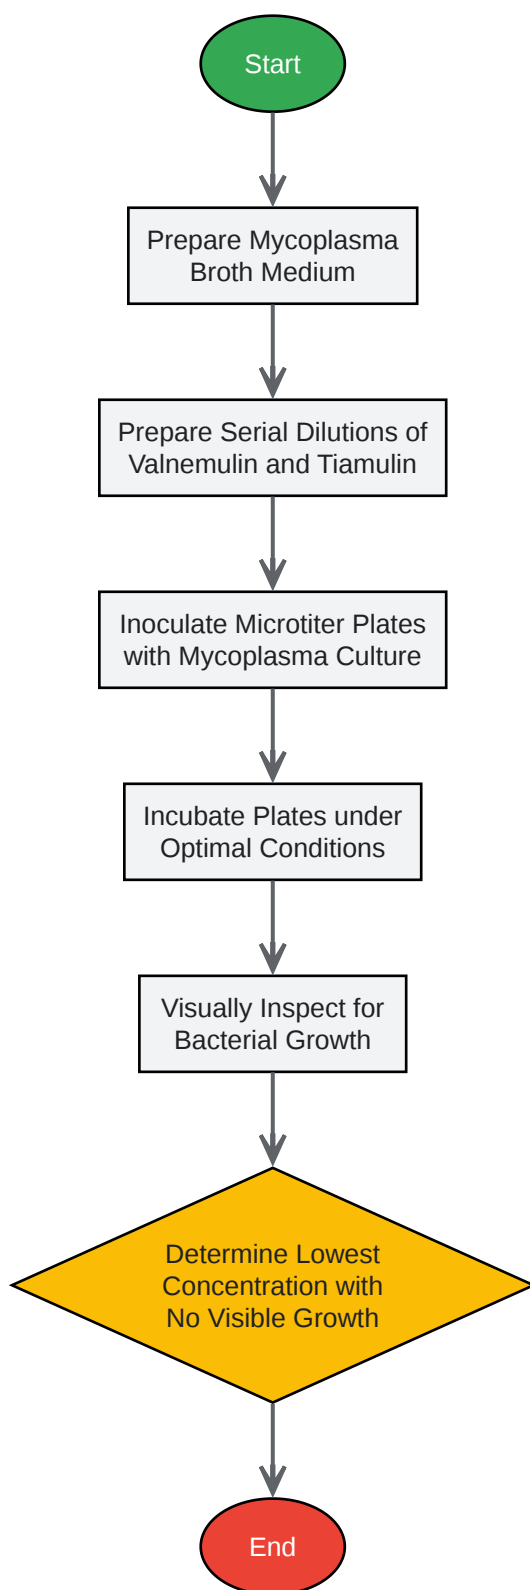 Start
Prepare Mycoplasma
Broth Medium
Prepare Serial Dilutions of
Valnemulin and Tiamulin
Inoculate Microtiter Plates
with Mycoplasma Culture
Incubate Plates under
Optimal Conditions
Visually Inspect for
Bacterial Growth
Determine Lowest
Concentration with
No Visible Growth
End